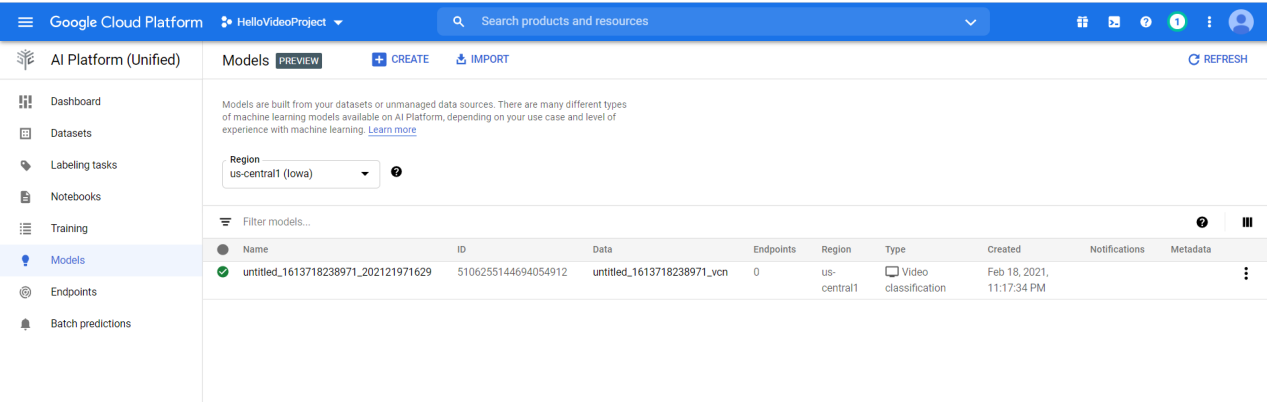 Google Cloud Platform
HelloVideoProject
Search products and resources
1
AI Platform (Unified)
Models PREVIEW
CREATE
IMPORT
REFRESH
Dashboard
Datasets
Labeling tasks
Notebooks
Training
Models
Endpoints
Batch predictions
Models are built from your datasets or unmanaged data sources. There are many different types
of machine learning models available on AI Platform, depending on your use case and level of
experience with machine learning. Learn more
Region
us-central1 (Iowa)
Filter models...
Name ID Data Endpoints Region Type Created Notifications Metadata
untitled_1613718238971_202121971629 5106255144694054912 untitled_1613718238971_vcn 0 us- Video Feb 18, 2021,
central1 classification 11:17:34 PM